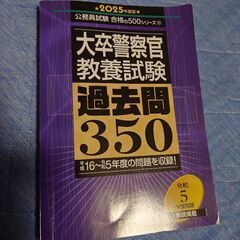 ★2025年度版★
公務員試験 合格の500シリーズ
大卒警察官
教養試験
過去問
350
平成16〜令和5年度の問題を収録!
令和
5
年度問題